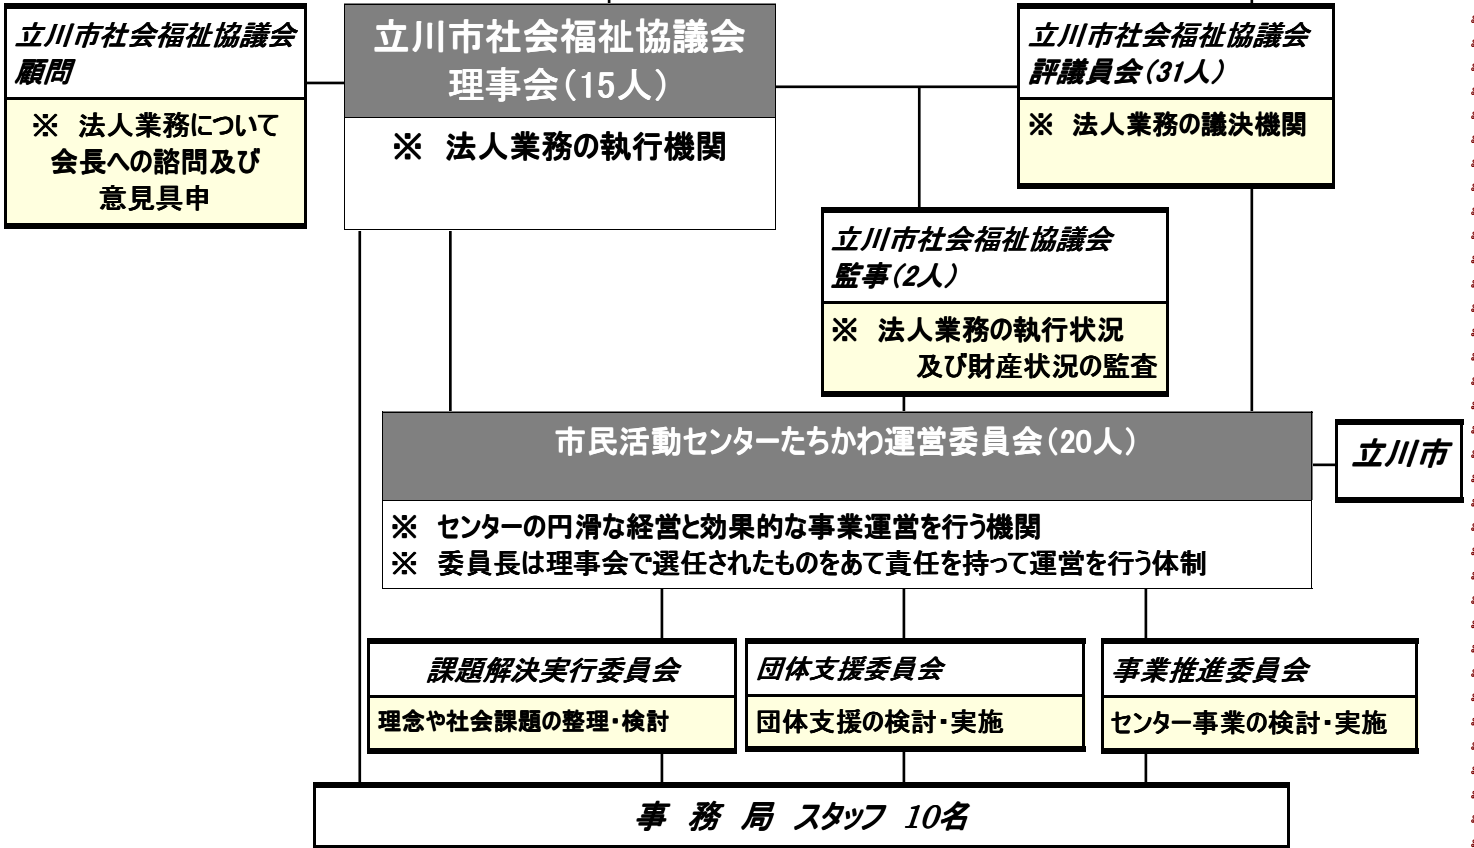 立川市社会福祉協議会
顧問
※ 法人業務について
会長への諮問及び
意見具申
立川市社会福祉協議会
理事会(15人)
※ 法人業務の執行機関
立川市社会福祉協議会
評議員会(31人)
※ 法人業務の議決機関
立川市社会福祉協議会
監事(2人)
※ 法人業務の執行状況
及び財産状況の監査
市民活動センターたちかわ運営委員会(20人)
※ センターの円滑な経営と効果的な事業運営を行う機関
※ 委員長は理事会で選任されたものをあて責任を持って運営を行う体制
立川市
課題解決実行委員会
理念や社会課題の整理・検討
団体支援委員会
団体支援の検討・実施
事業推進委員会
センター事業の検討・実施
事 務 局 スタッフ 10名